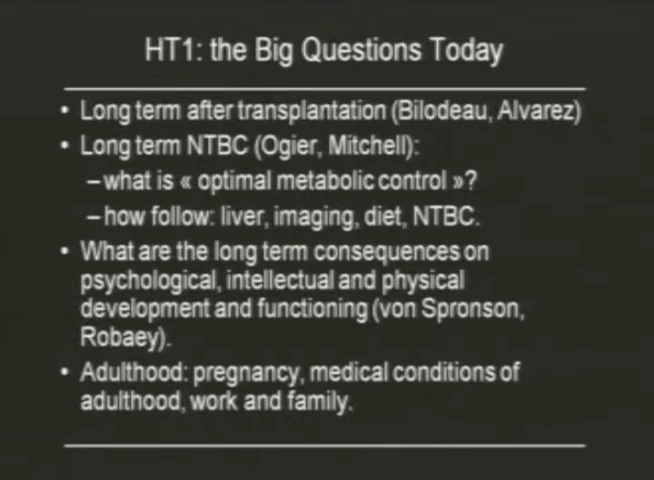 HT1: the Big Questions Today
• Long term after transplantation (Bilodeau, Alvarez)
• Long term NTBC (Ogier, Mitchell):
– what is « optimal metabolic control »?
– how follow: liver, imaging, diet, NTBC.
• What are the long term consequences on
psychological, intellectual and physical
development and functioning (von Spronson,
Robaey).
• Adulthood: pregnancy, medical conditions of
adulthood, work and family.